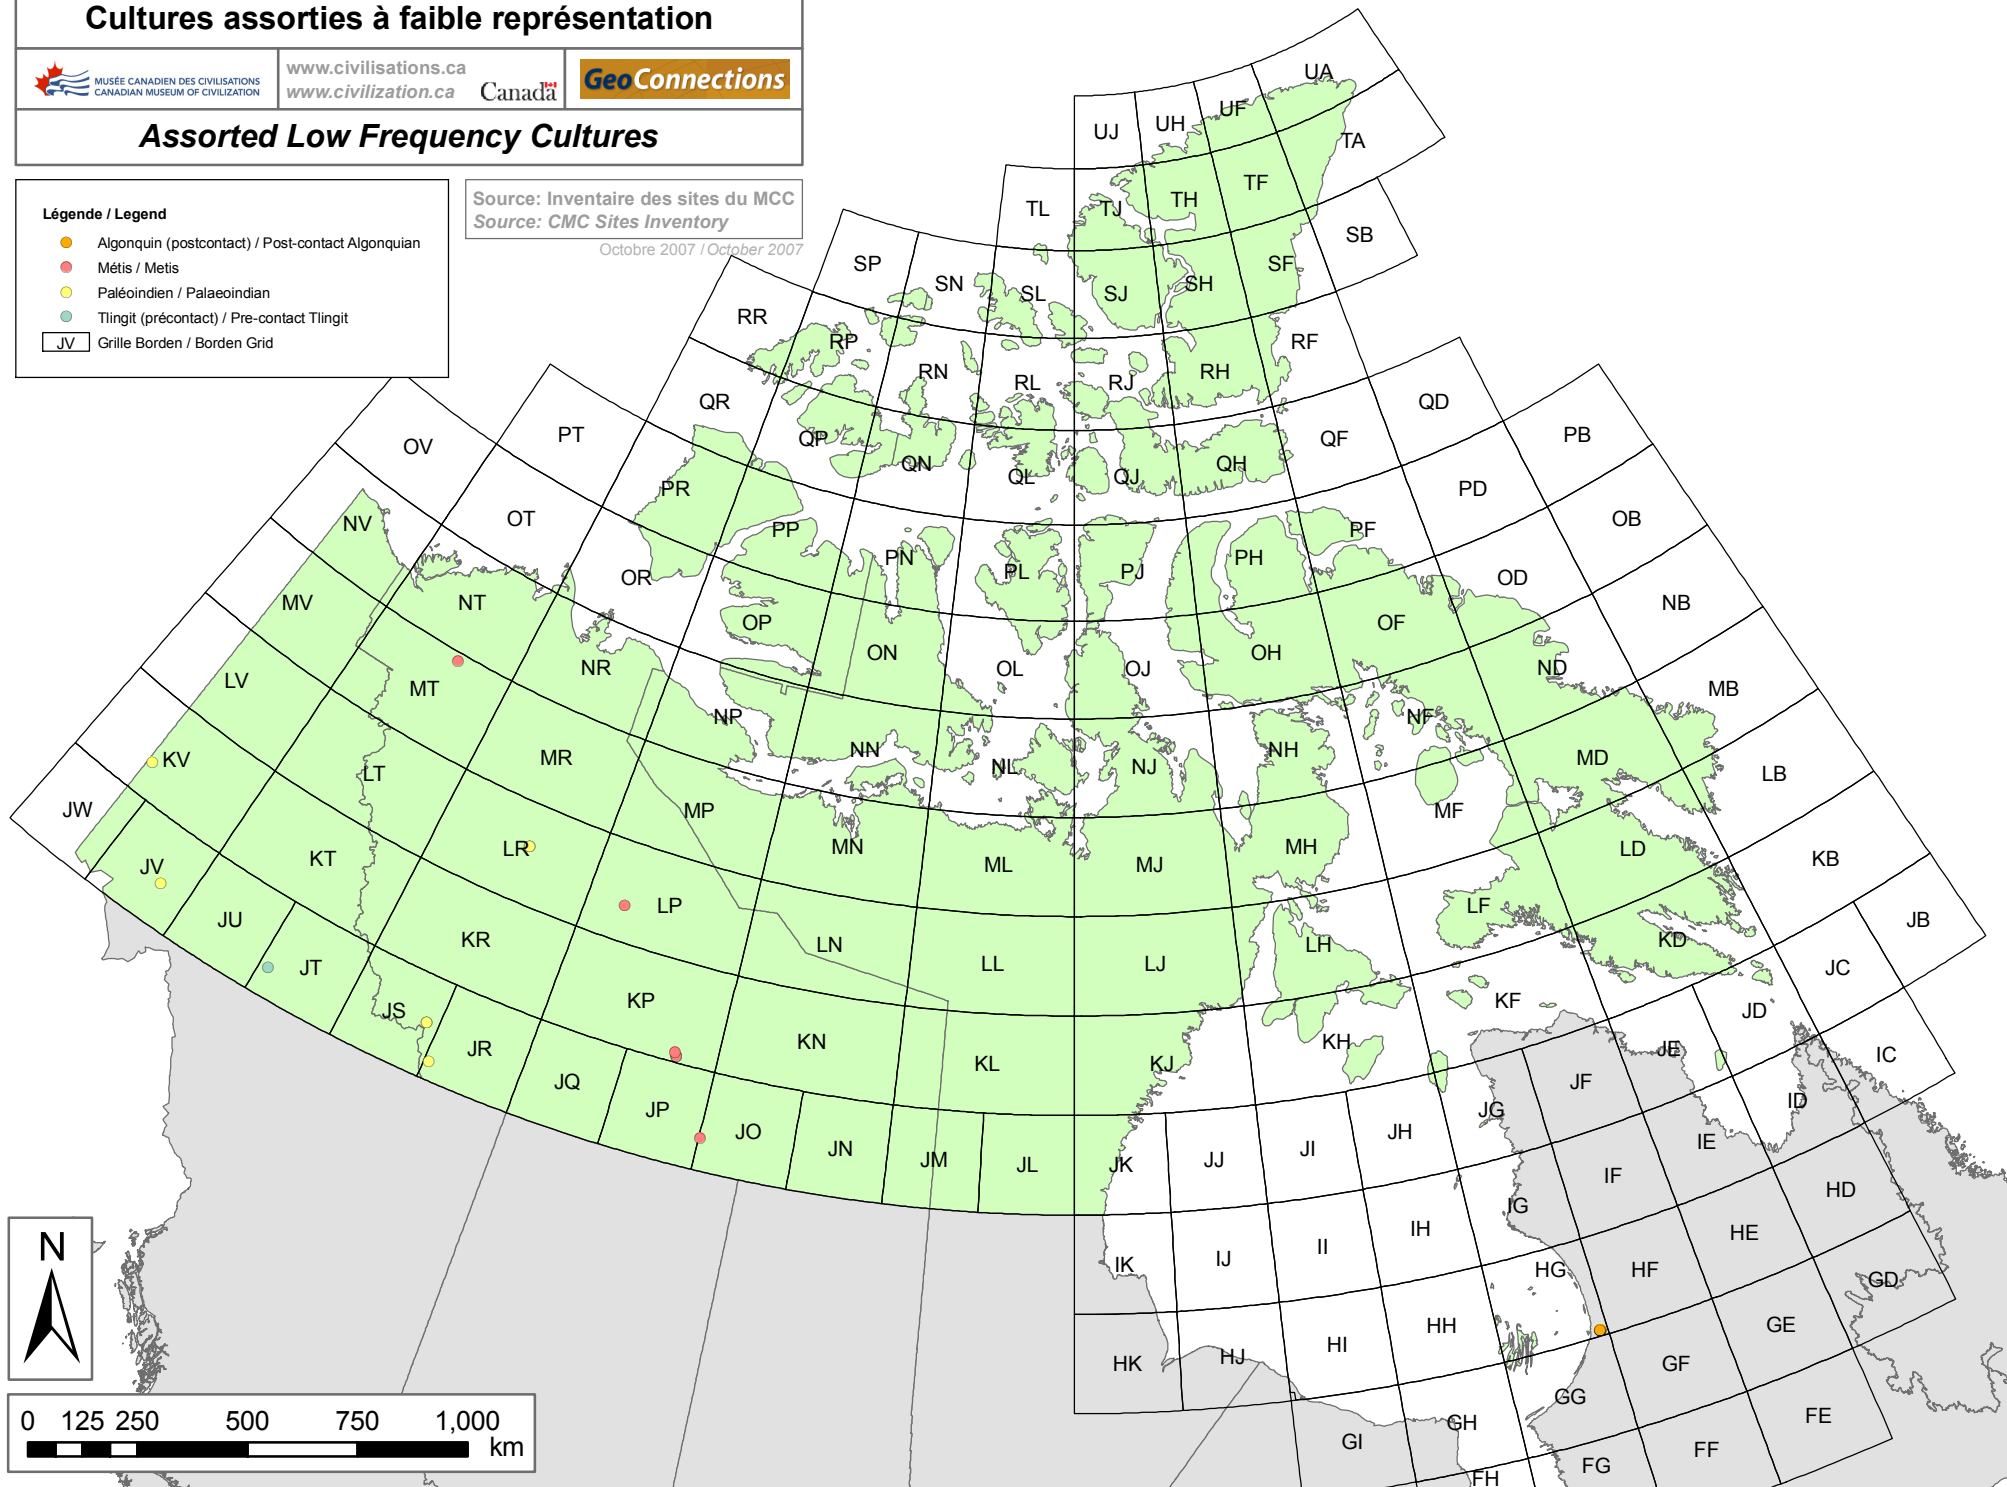 Cultures assorties à faible représentation
MUSÉE CANADIEN DES CIVILISATIONS
CANADIAN MUSEUM OF CIVILIZATION
www.civilisations.ca
www.civilization.ca
Canada
GeoConnections
Assorted Low Frequency Cultures
Légende / Legend
Algonquin (postcontact) / Post-contact Algonquian
Métis / Metis
Paléoindien / Palaeoindian
Tlingit (précontact) / Pre-contact Tlingit
JV Grille Borden / Borden Grid
Source: Inventaire des sites du MCC
Source: CMC Sites Inventory
Octobre 2007 / October 2007
UA
UJ UH UF
TA
TL TJ TH TF
SB
SP SN SL SJ SH SF
RR RP RN RL RJ RH RF
QR QP QN QL QJ QH QF QD
OV PT PR PP PN PL PJ PH PF PD PB
NV OT OR OP ON OL OJ OH OF OD OB
MV NT NR NP NN NL NJ NH NF ND NB
LV MT MR MP MN ML MJ MH MF MD MB
KV LT LR LP LN LL LJ LH LF LD LB
JW JV KT KR KP KN KL KJ KH KF KD KB
JU JT JS JR JQ JP JO JN JM JL JK JJ JI JH JG JF JE JD JC JB
IK IJ II IH IG IF IE ID IC
HK HJ HI HH HG HF HE HD
GI GH GG GF GE GD
FH FG FF FE
N
0 125 250 500 750 1,000
km